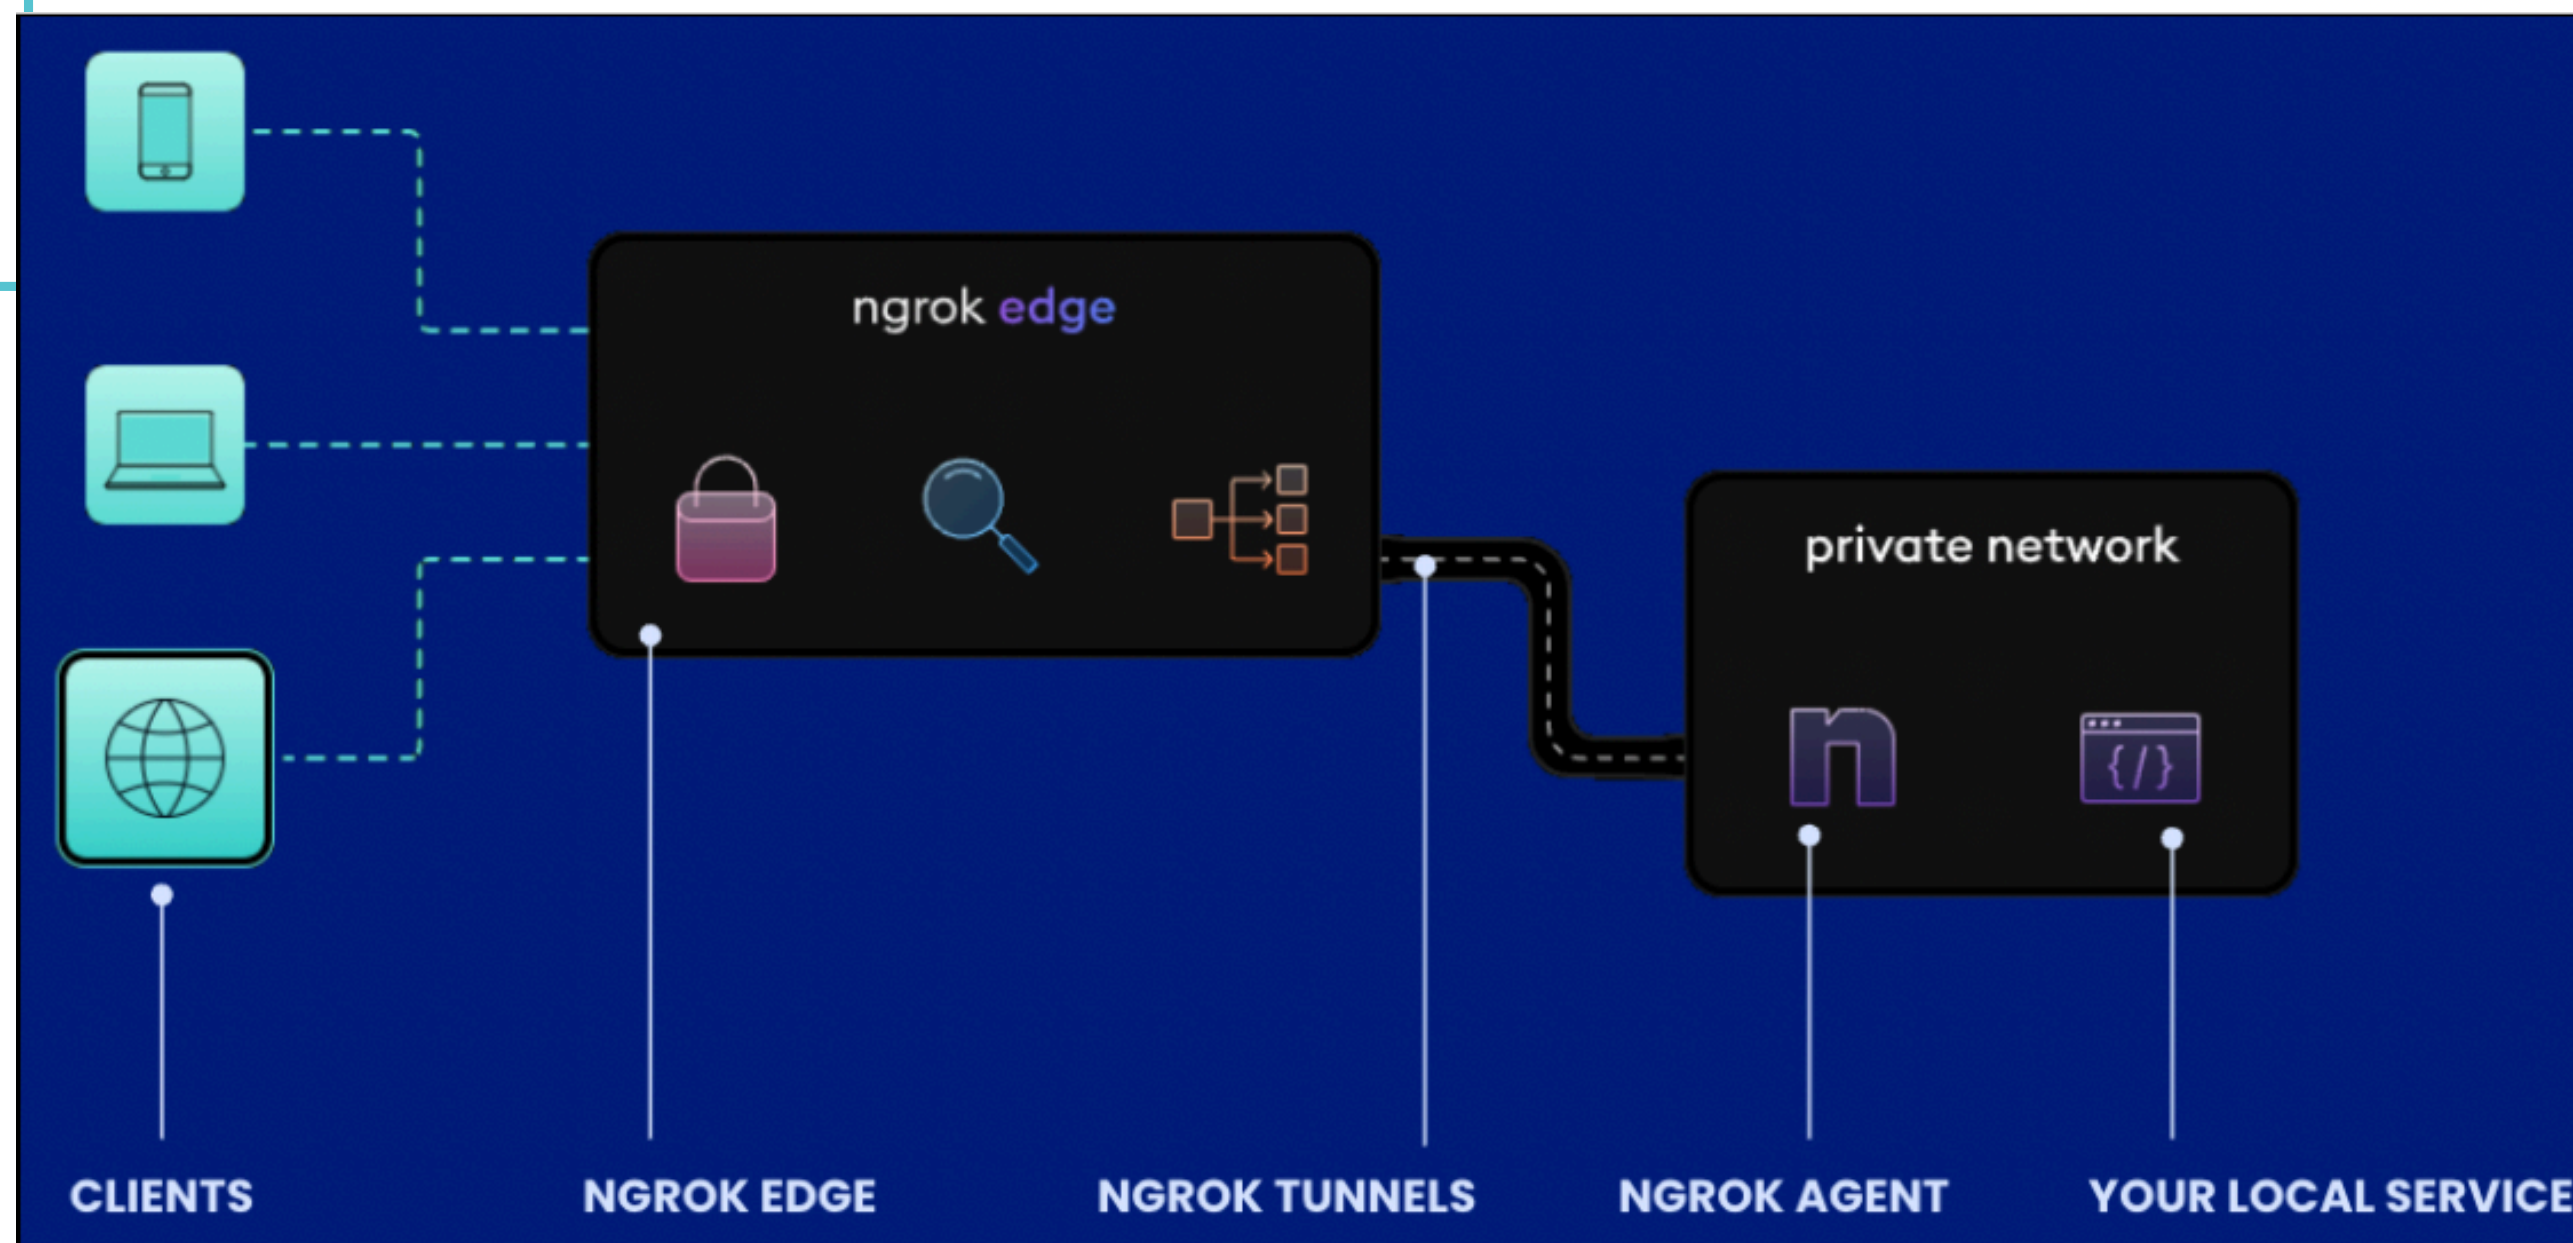 ngrok edge
private network
{/}
CLIENTS
NGROK EDGE
NGROK TUNNELS
NGROK AGENT
YOUR LOCAL SERVICE